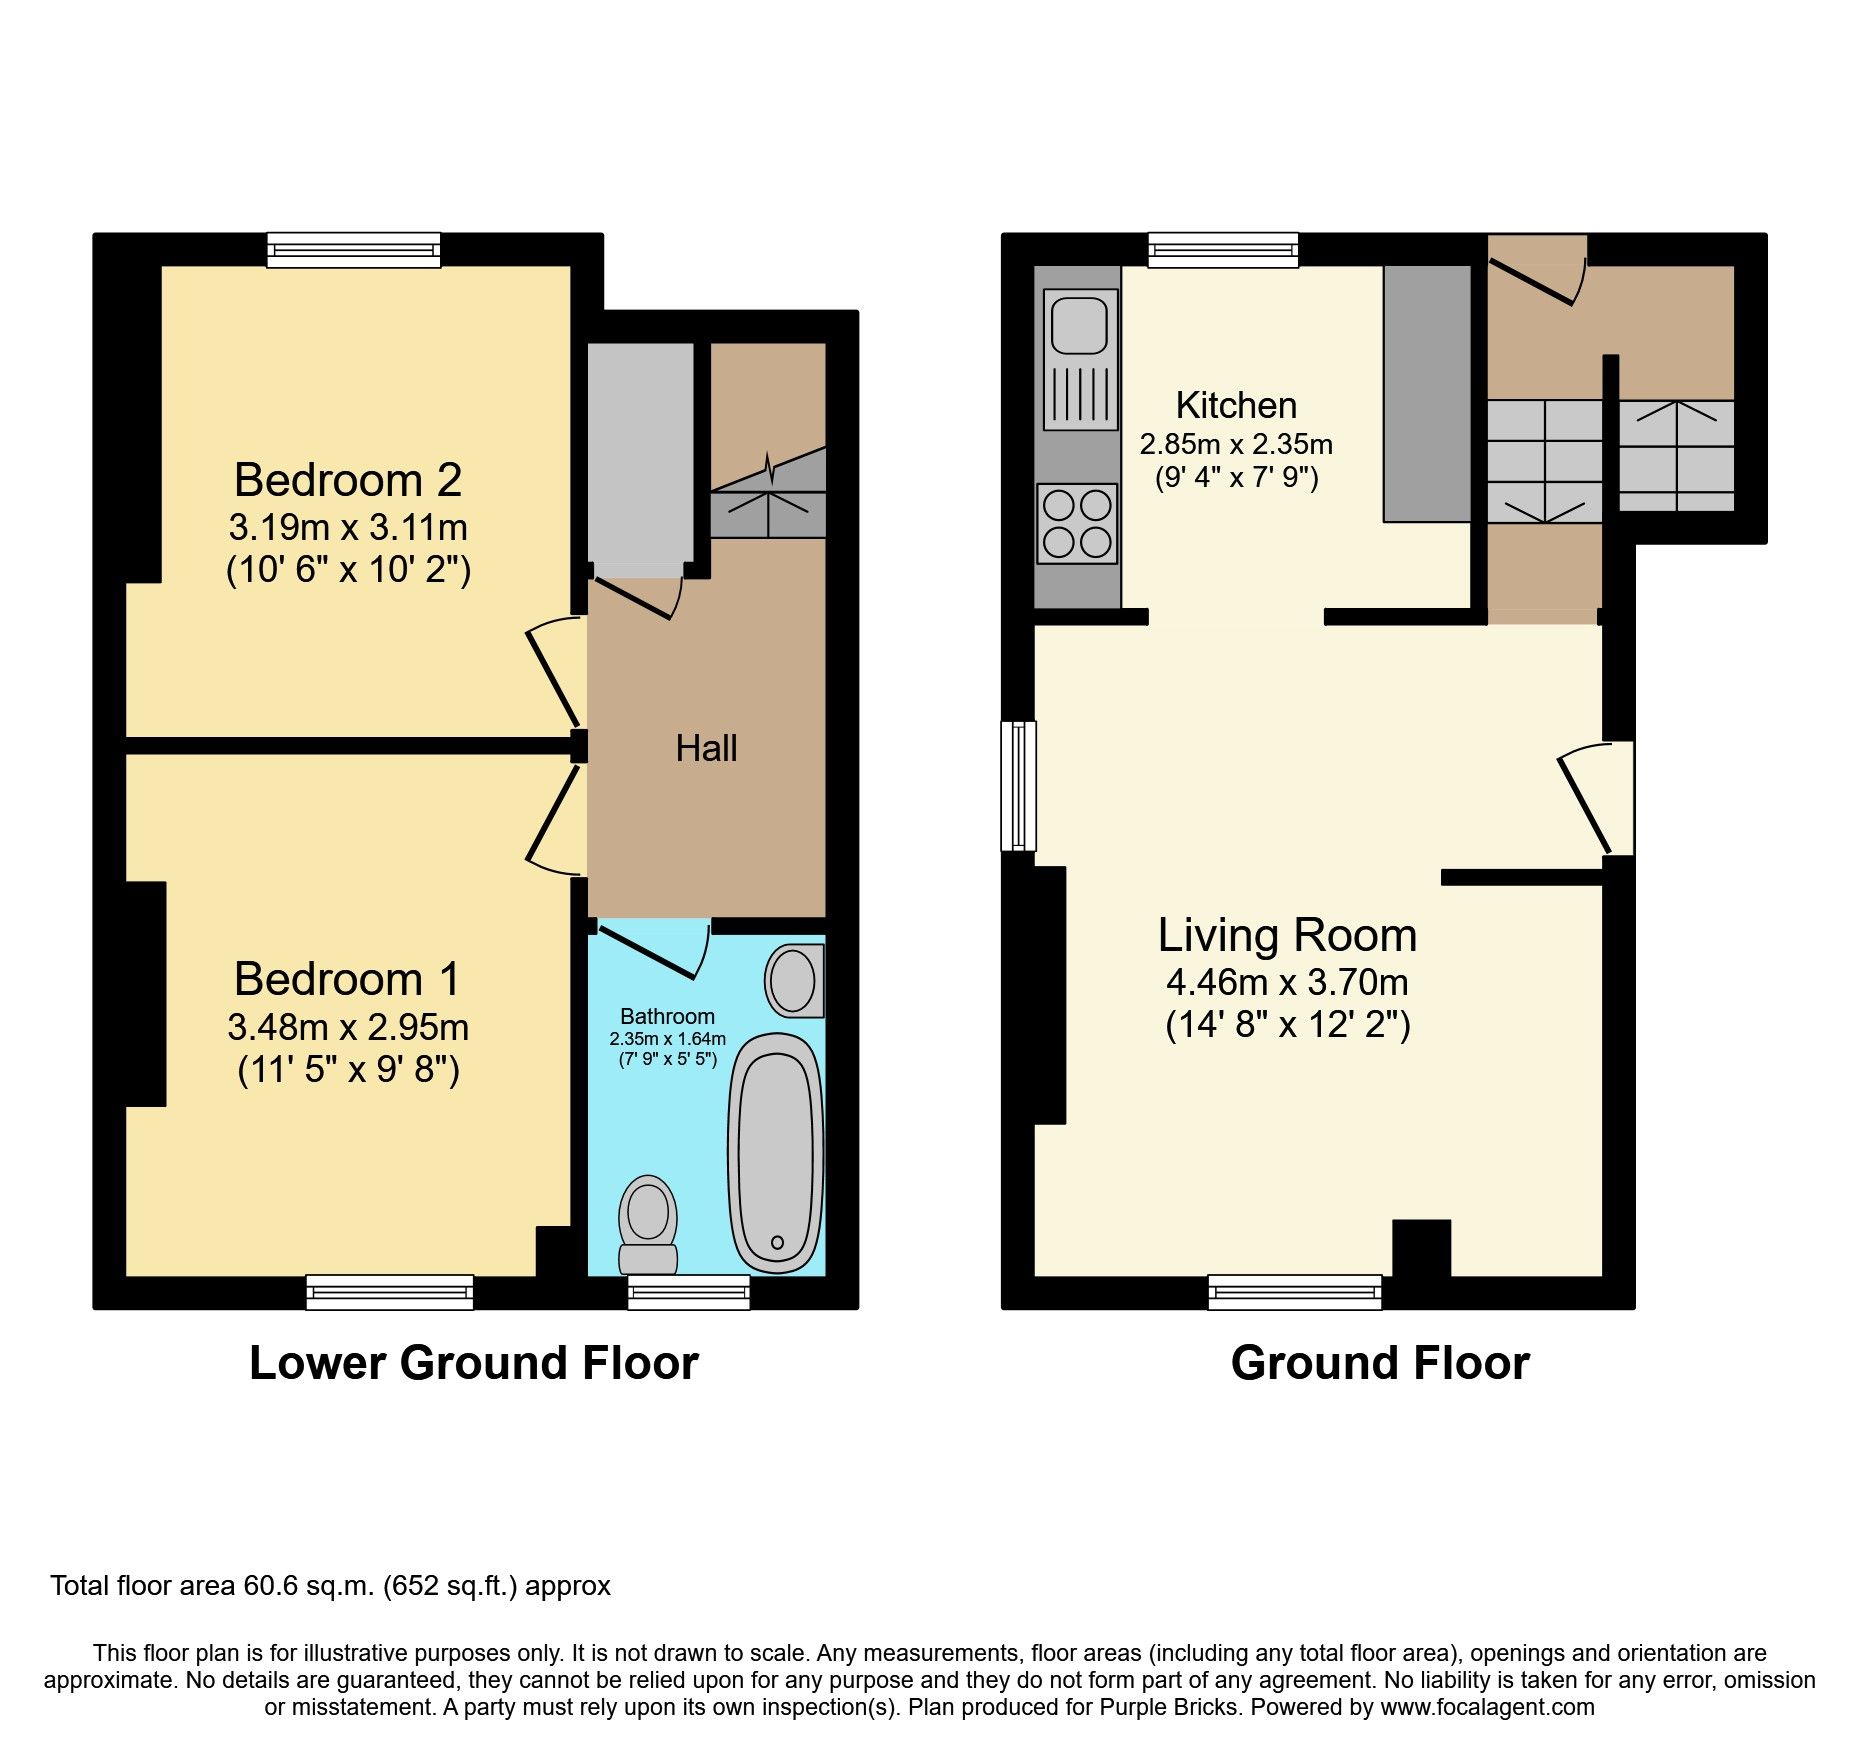 Bedroom 2
3.19m x 3.11m
(10' 6" x 10' 2")
Hall
Bedroom 1
3.48m x 2.95m
(11' 5" x 9' 8")
Bathroom
2.35m x 1.64m
(7' 9" x 5' 5")
Lower Ground Floor
Kitchen
2.85m x 2.35m
(9' 4" x 7' 9")
Living Room
4.46m x 3.70m
(14' 8" x 12' 2")
Ground Floor
Total floor area 60.6 sq.m. (652 sq.ft.) approx
This floor plan is for illustrative purposes only. It is not drawn to scale. Any measurements, floor areas (including any total floor area), openings and orientation are
approximate. No details are guaranteed, they cannot be relied upon for any purpose and they do not form part of any agreement. No liability is taken for any error, omission
or misstatement. A party must rely upon its own inspection(s). Plan produced for Purple Bricks. Powered by www.focalagent.com